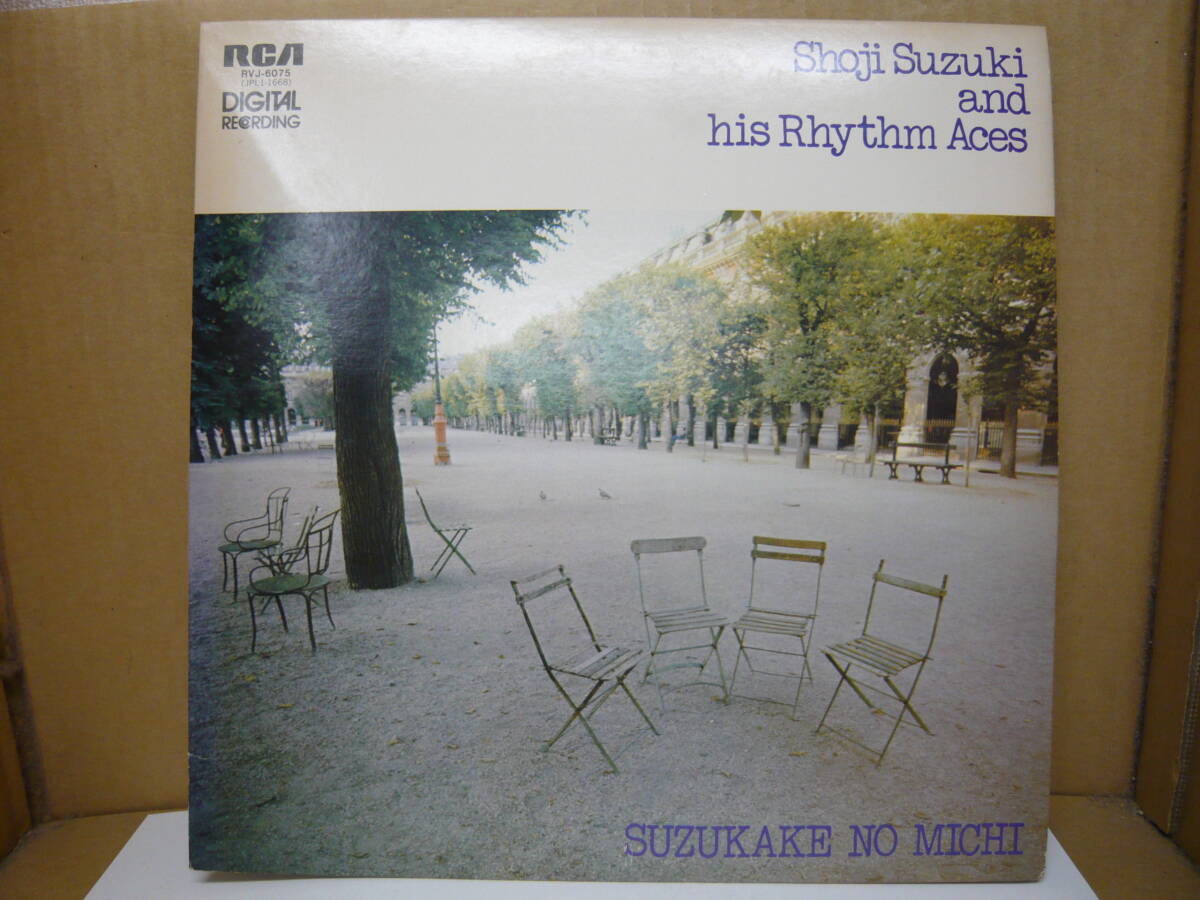 RCA
RVJ-6075
(JPL1-1668)
DIGITAL
RECORDING
Shoji Suzuki
and
his Rhythm Aces
SUZUKAKE NO MICHI